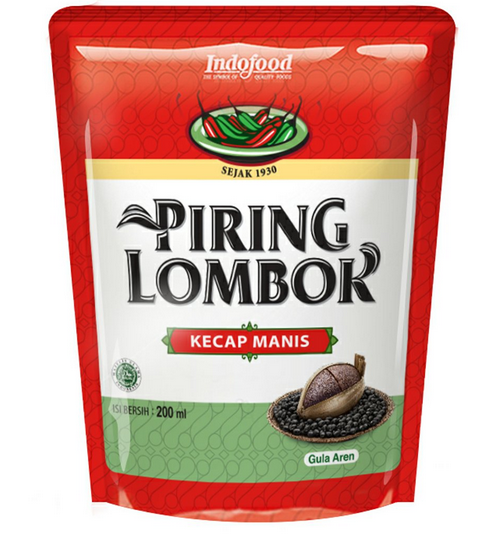 Indofood
THE SYMBOL OF QUALITY FOODS
SEJAK 1930
PIRING
LOMBOK
KECAP MANIS
ISI BERSIH : 200 ml
Gula Aren